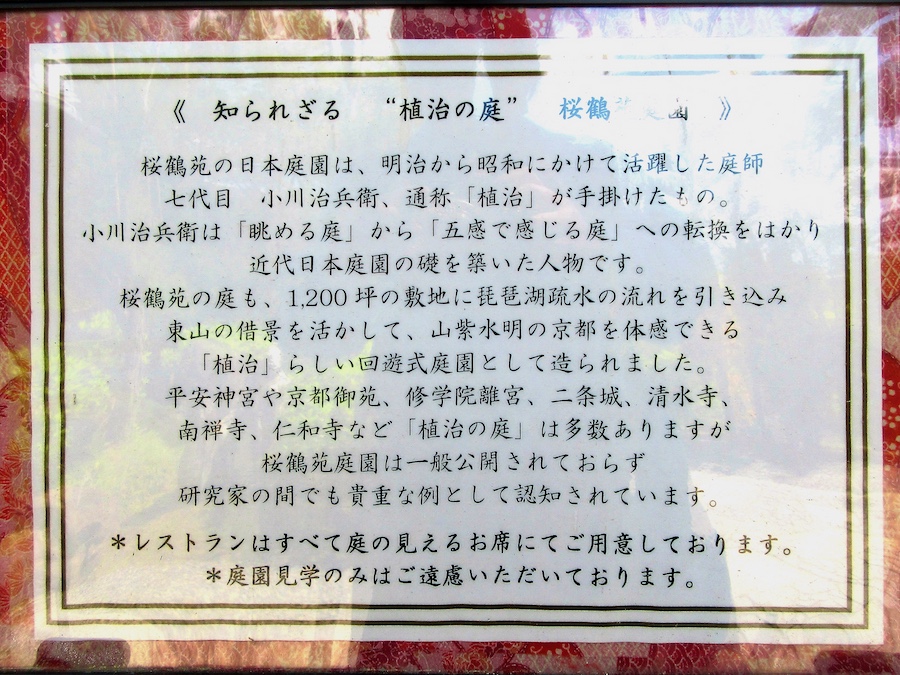 《 知られざる “植治の庭” 桜鶴苑庭園 》
桜鶴苑の日本庭園は、明治から昭和にかけて活躍した庭師
七代目 小川治兵衛、通称「植治」が手掛けたもの。
小川治兵衛は「眺める庭」から「五感で感じる庭」への転換をはかり
近代日本庭園の礎を築いた人物です。
桜鶴苑の庭も、1,200 坪の敷地に琵琶湖疏水の流れを引き込み
東山の借景を活かして、山紫水明の京都を体感できる
「植治」らしい回遊式庭園として造られました。
平安神宮や京都御苑、修学院離宮、二条城、清水寺、
南禅寺、仁和寺など「植治の庭」は多数ありますが
桜鶴苑庭園は一般公開されておらず
研究家の間でも貴重な例として認知されています。
＊レストランはすべて庭の見えるお席にてご用意しております。
＊庭園見学のみはご遠慮いただいております。